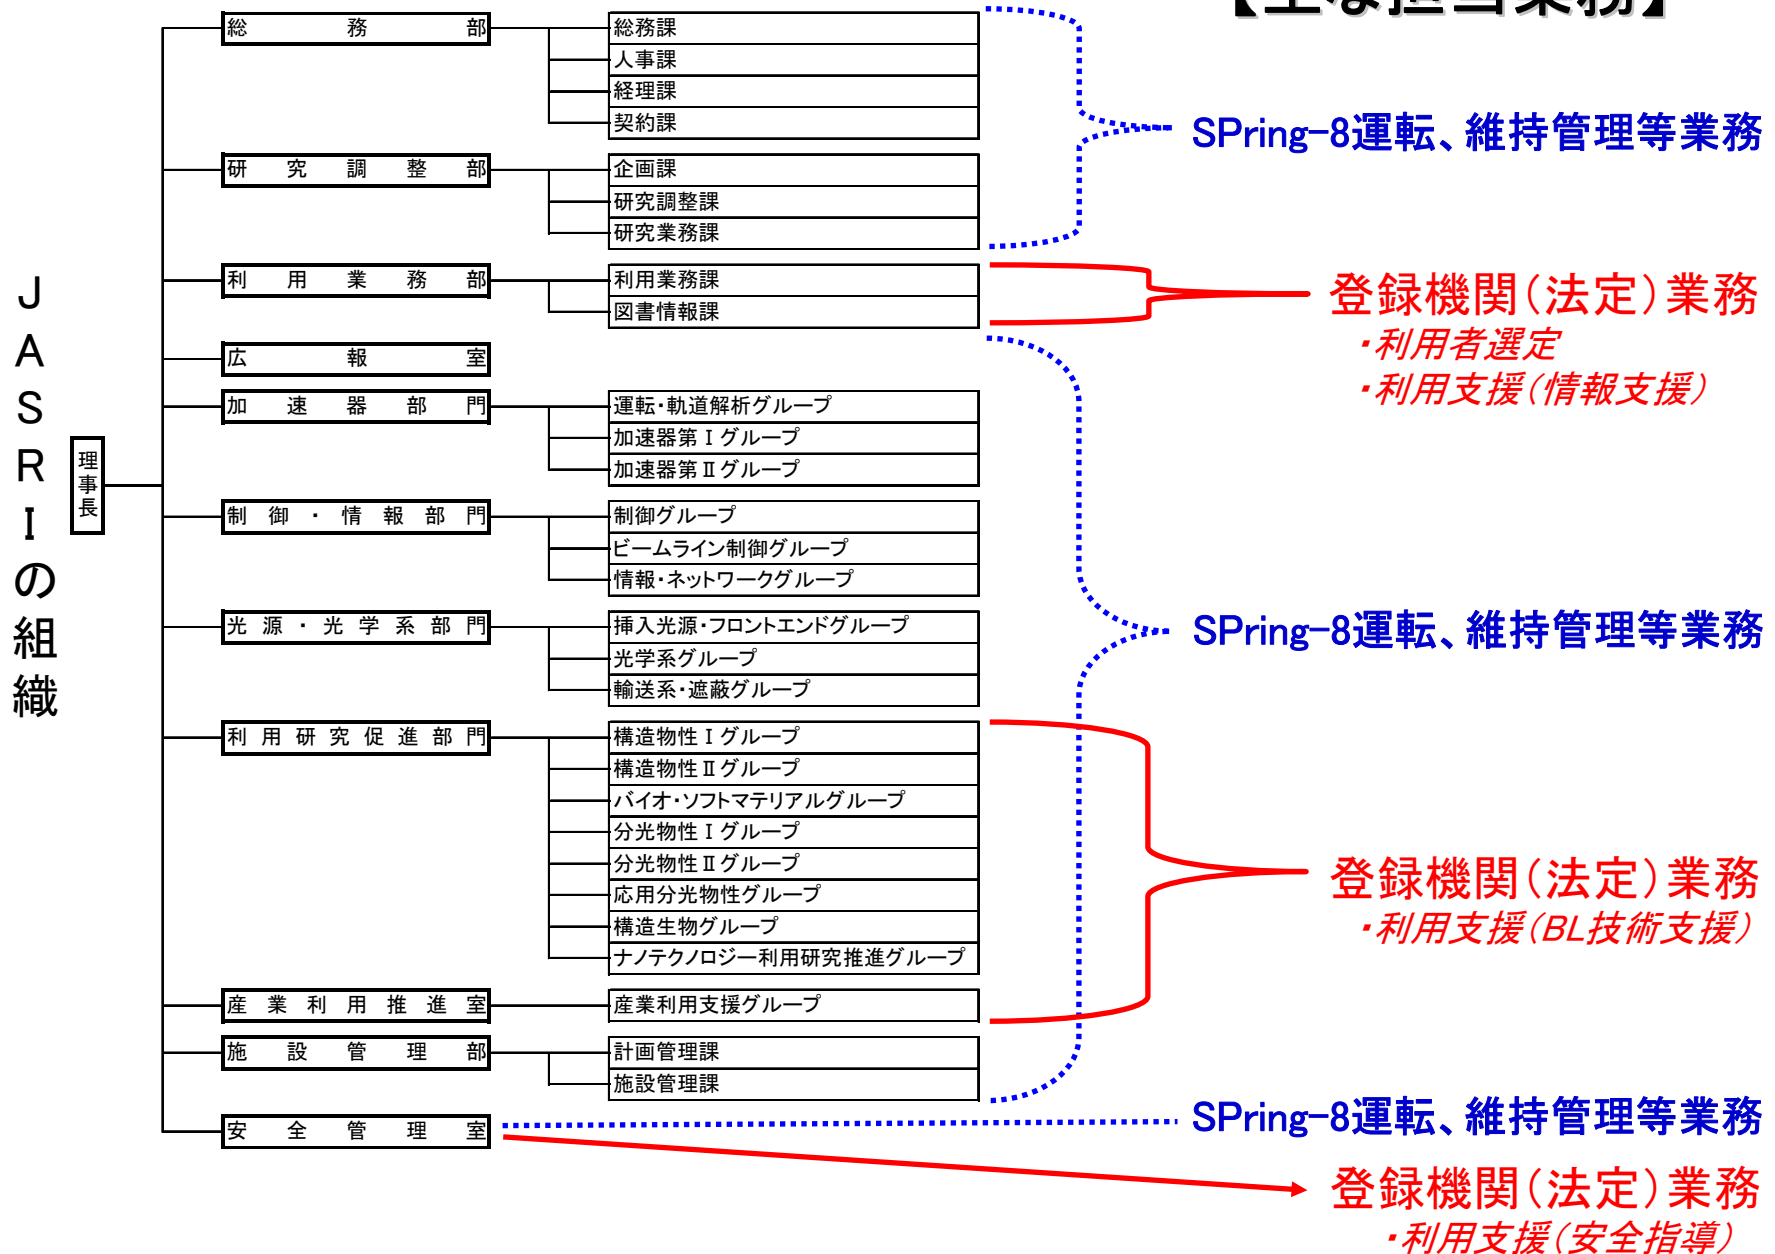 【主な担当業務】
JASRIの組織
理事長
総務部
総務課
人事課
経理課
契約課
研究調整部
企画課
研究調整課
研究業務課
利用業務部
利用業務課
図書情報課
広報室
加速器部門
運転・軌道解析グループ
加速器第Ⅰグループ
加速器第Ⅱグループ
制御・情報部門
制御グループ
ビームライン制御グループ
情報・ネットワークグループ
光源・光学系部門
挿入光源・フロントエンドグループ
光学系グループ
輸送系・遮蔽グループ
利用研究促進部門
構造物性Ⅰグループ
構造物性Ⅱグループ
バイオ・ソフトマテリアルグループ
分光物性Ⅰグループ
分光物性Ⅱグループ
応用分光物性グループ
構造生物グループ
ナノテクノロジー利用研究推進グループ
産業利用推進室
産業利用支援グループ
施設管理部
計画管理課
施設管理課
安全管理室
SPring-8運転、維持管理等業務
登録機関（法定）業務
・利用者選定
・利用支援（情報支援）
SPring-8運転、維持管理等業務
登録機関（法定）業務
・利用支援（BL技術支援）
SPring-8運転、維持管理等業務
登録機関（法定）業務
・利用支援（安全指導）